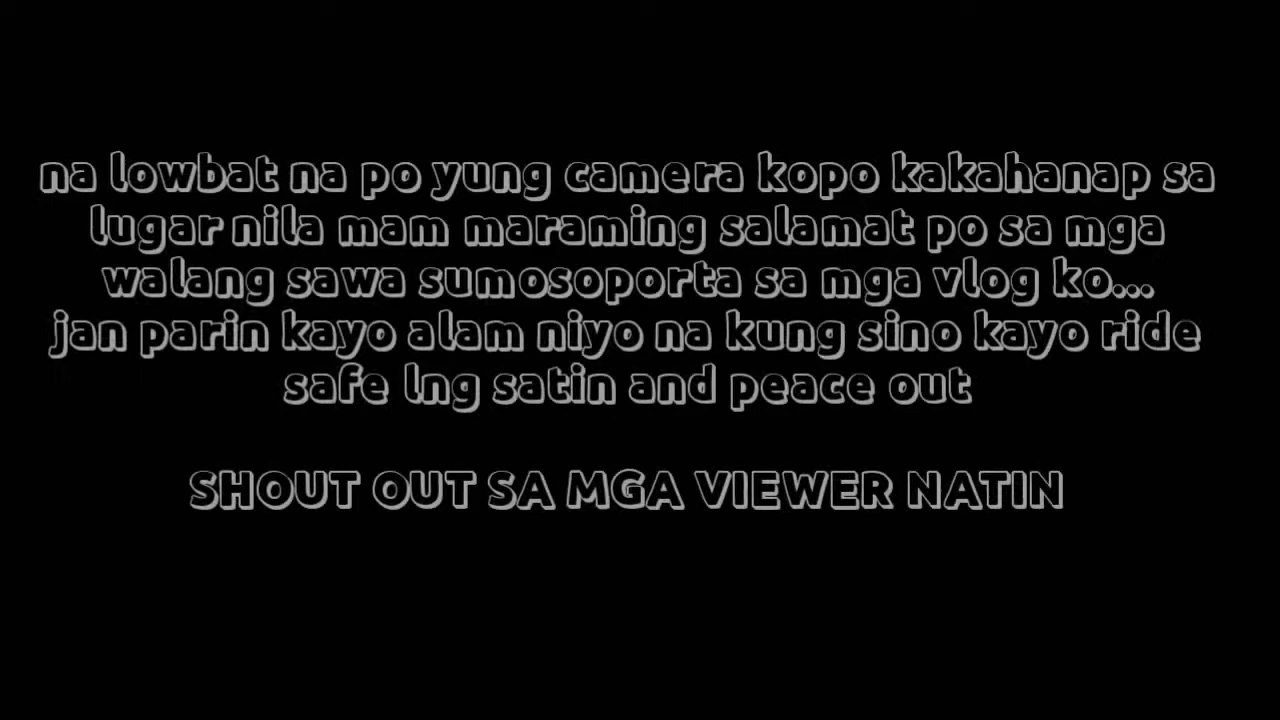 na lowbat na po yung camera kopo kakahanap sa
lugar nila mam maraming salamat po sa mga
walang sawa sumosoporta sa mga vlog ko...
jan parin kayo alam niyo na kung sino kayo ride
safe lng satin and peace out
SHOUT OUT SA MGA VIEWER NATIN